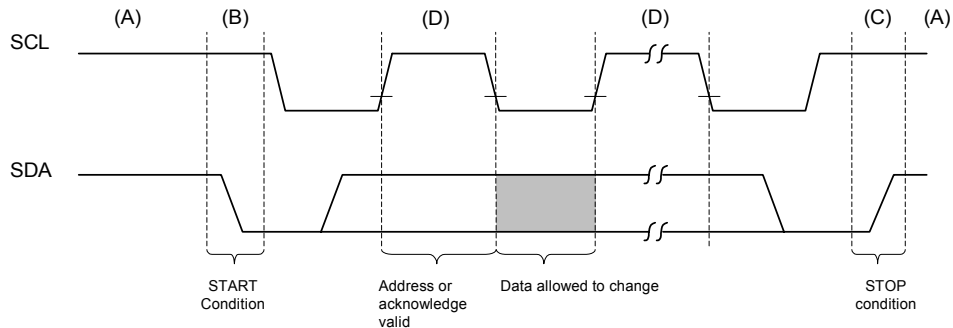 (A) (B) (D) (D) (C) (A)
SCL
SDA
START
Condition
Address or
acknowledge
valid
Data allowed to change
STOP
condition